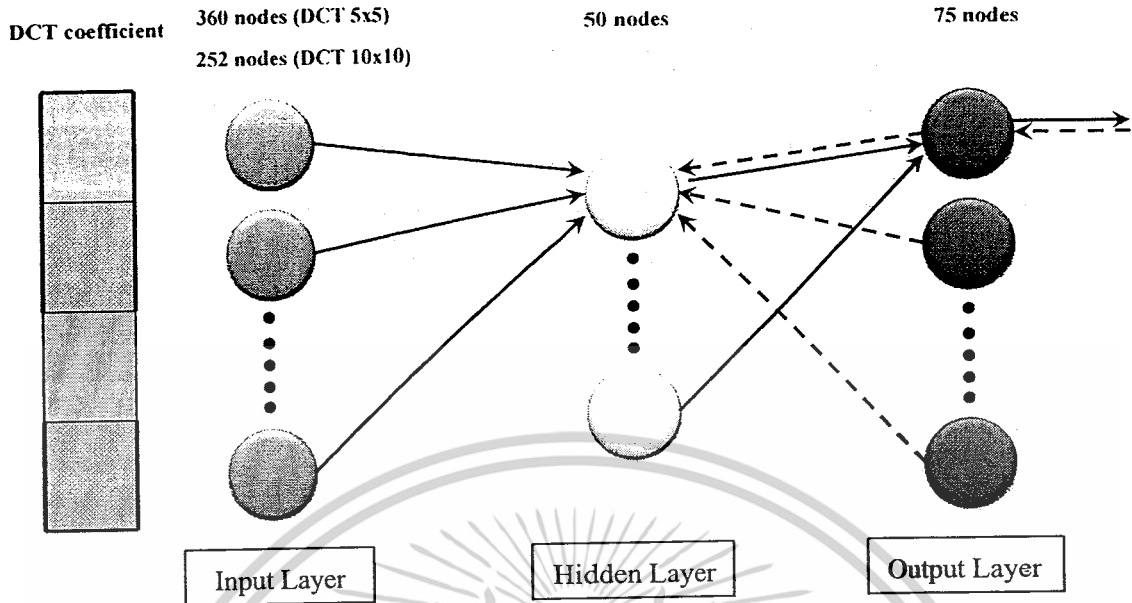 DCT coefficient
360 nodes (DCT 5x5)
252 nodes (DCT 10x10)
50 nodes
75 nodes
Input Layer
Hidden Layer
Output Layer